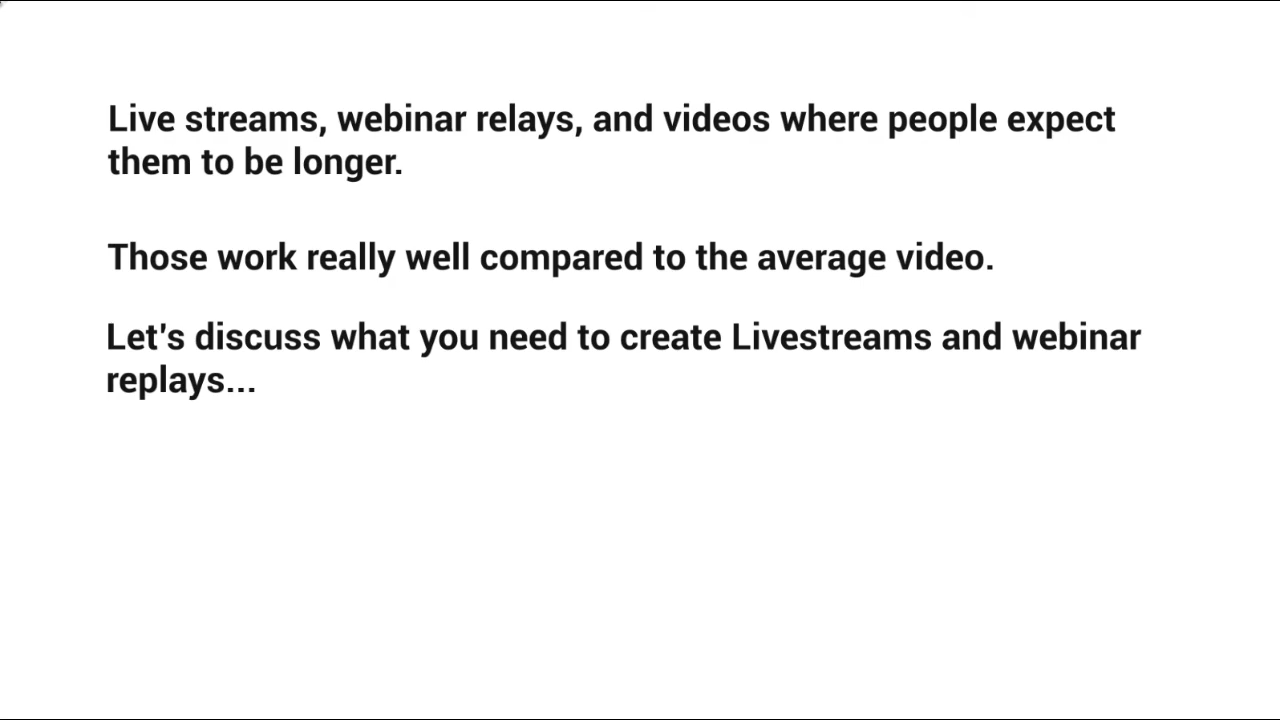 Live streams, webinar relays, and videos where people expect
them to be longer.
Those work really well compared to the average video.
Let's discuss what you need to create Livestreams and webinar
replays...